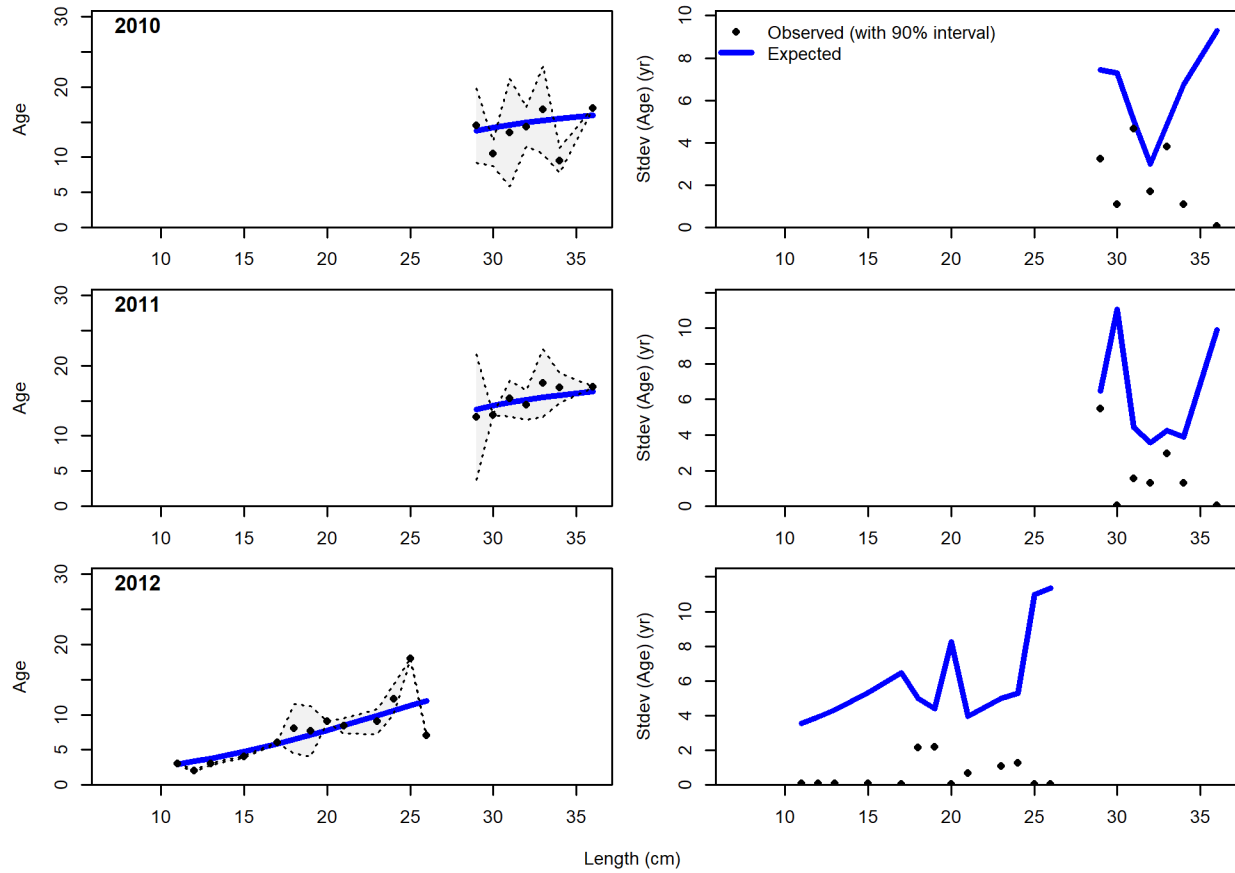 2010
Age
0 5 10 15 20 30
10 15 20 25 30 35
Stdev (Age) (yr)
0 2 4 6 8 10
Observed (with 90% interval)
Expected
10 15 20 25 30 35
2011
Age
0 5 10 20 30
10 15 20 25 30 35
Stdev (Age) (yr)
0 2 4 6 8 10
10 15 20 25 30 35
2012
Age
0 5 10 20 30
10 15 20 25 30 35
Stdev (Age) (yr)
0 2 4 6 8 10
10 15 20 25 30 35
Length (cm)